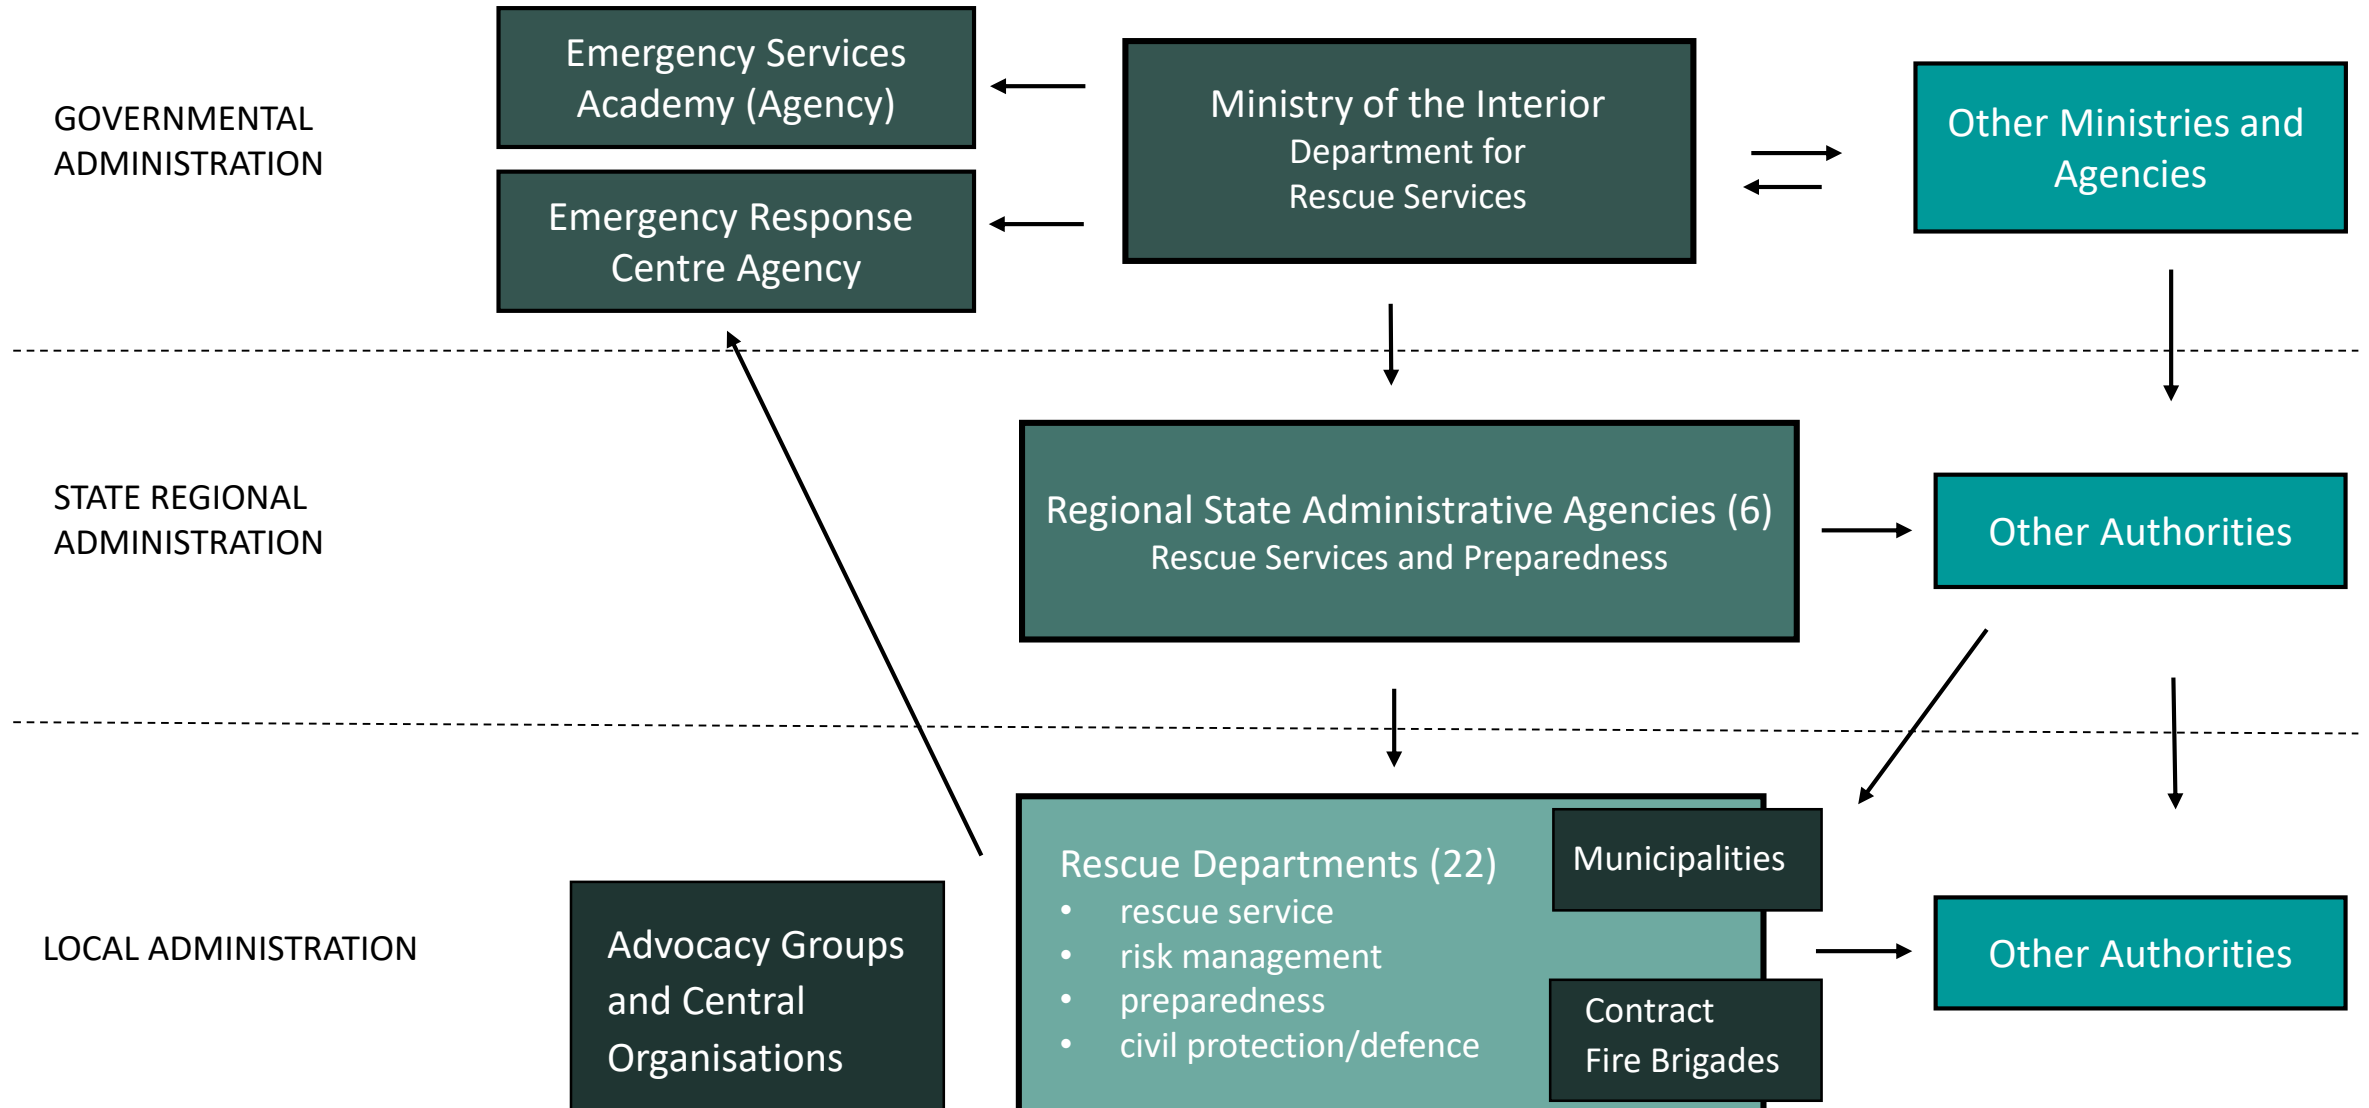 GOVERNMENTAL
ADMINISTRATION
Emergency Services
Academy (Agency)
Emergency Response
Centre Agency
Ministry of the Interior
Department for
Rescue Services
Other Ministries and
Agencies
STATE REGIONAL
ADMINISTRATION
Regional State Administrative Agencies (6)
Rescue Services and Preparedness
Other Authorities
LOCAL ADMINISTRATION
Advocacy Groups
and Central
Organisations
Rescue Departments (22)
• rescue service
• risk management
• preparedness
• civil protection/defence
Municipalities
Contract
Fire Brigades
Other Authorities